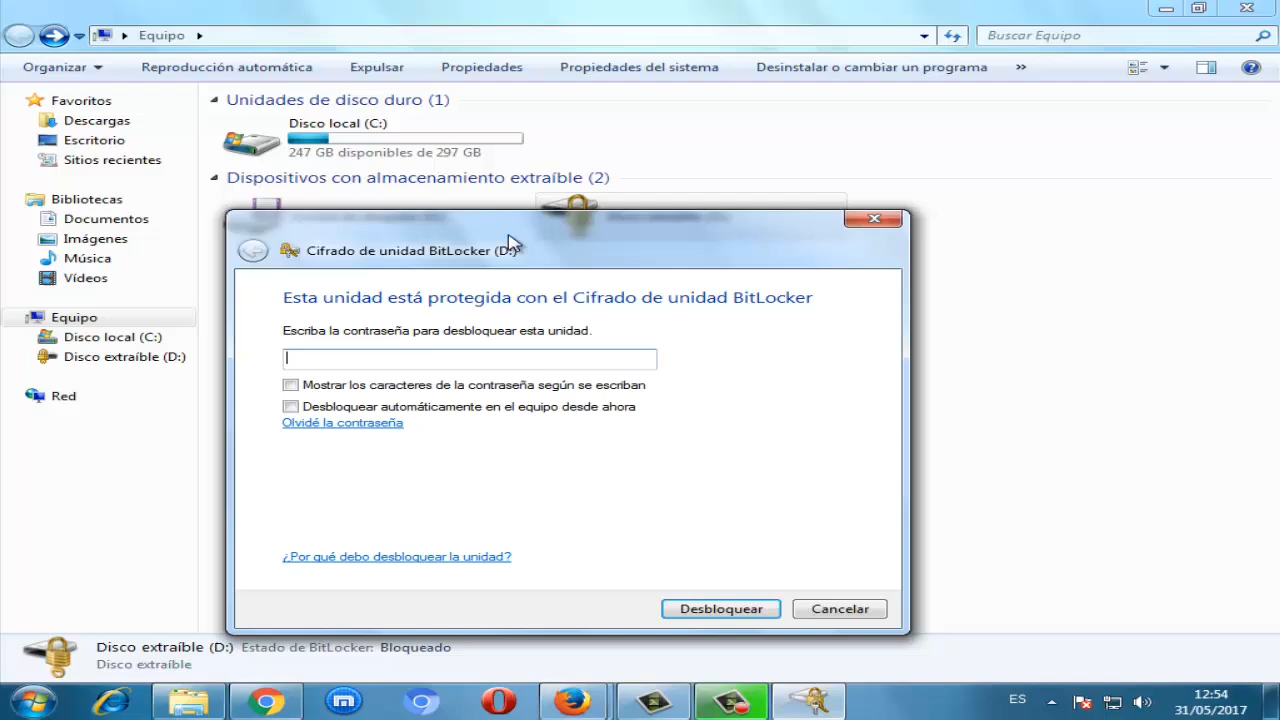 Equipo
Buscar Equipo
Organizar
Reproducción automática
Expulsar
Propiedades
Propiedades del sistema
Desinstalar o cambiar un programa
»
Favoritos
Descargas
Escritorio
Sitios recientes
Bibliotecas
Documentos
Imágenes
Música
Vídeos
Equipo
Disco local (C:)
Disco extraíble (D:)
Red
Unidades de disco duro (1)
Disco local (C:)
247 GB disponibles de 297 GB
Dispositivos con almacenamiento extraíble (2)
Cifrado de unidad BitLocker (D:)
Esta unidad está protegida con el Cifrado de unidad BitLocker
Escriba la contraseña para desbloquear esta unidad.
Mostrar los caracteres de la contraseña según se escriban
Desbloquear automáticamente en el equipo desde ahora
Olvidé la contraseña
¿Por qué debo desbloquear la unidad?
Desbloquear
Cancelar
Disco extraíble (D:) Estado de BitLocker: Bloqueado
Disco extraíble
ES
12:54
31/05/2017